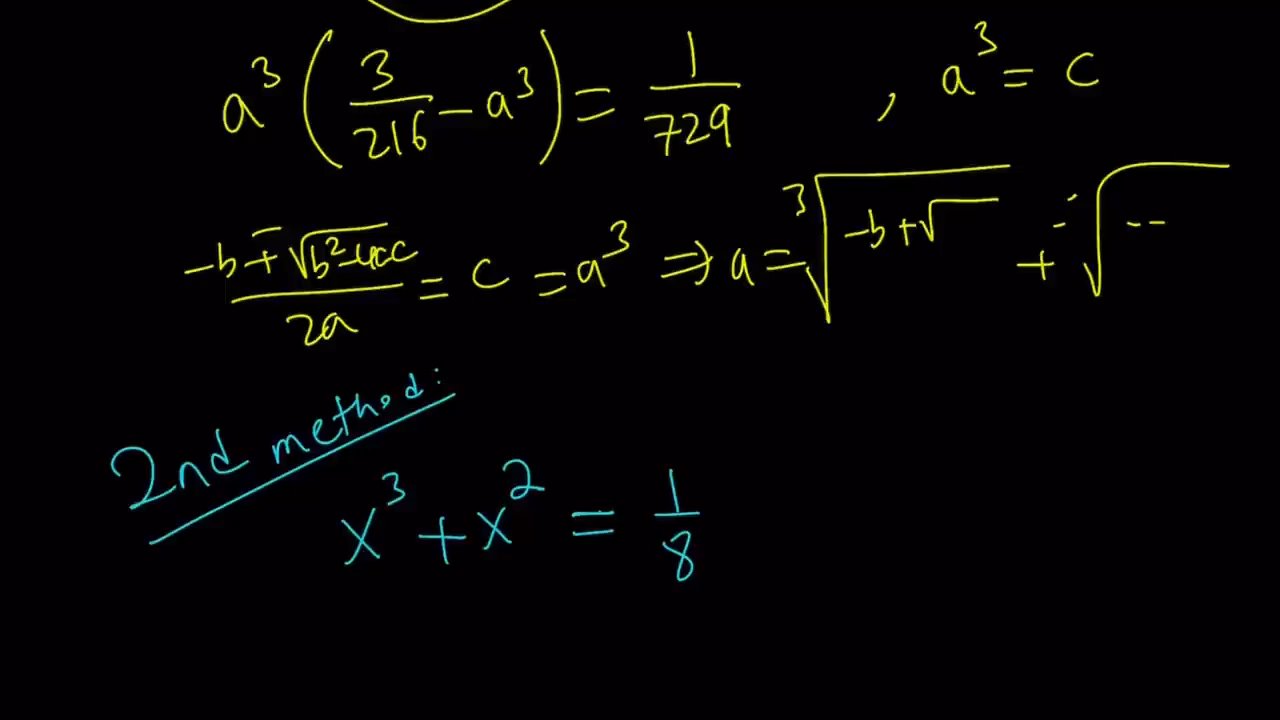 a³ (3/216 - a³) = 1/729 , a³ = c
(-b ∓ √(b²-4ac))/2a = c = a³ ⇒ a = ∛(-b+√ ) + √(--)
2nd method:
x³ + x² = 1/8